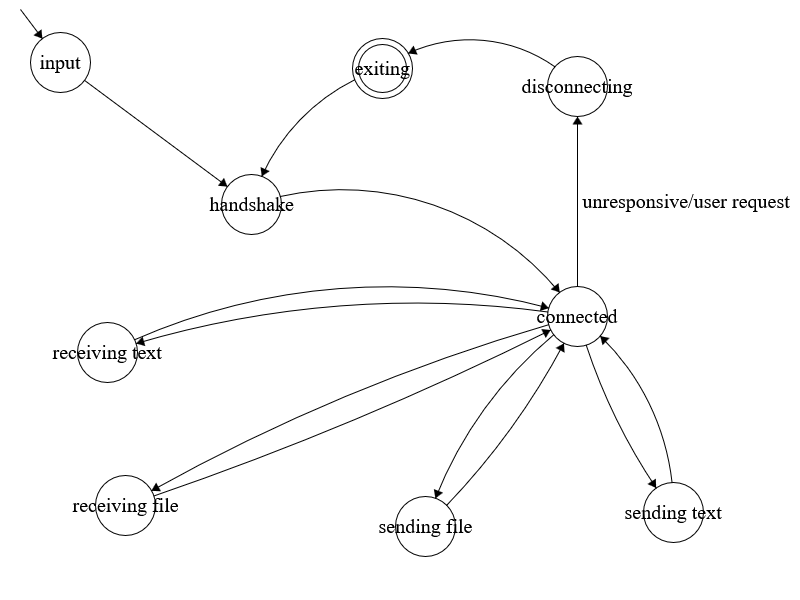 input
exiting
disconnecting
unresponsive/user request
handshake
connected
receiving text
receiving file
sending file
sending text